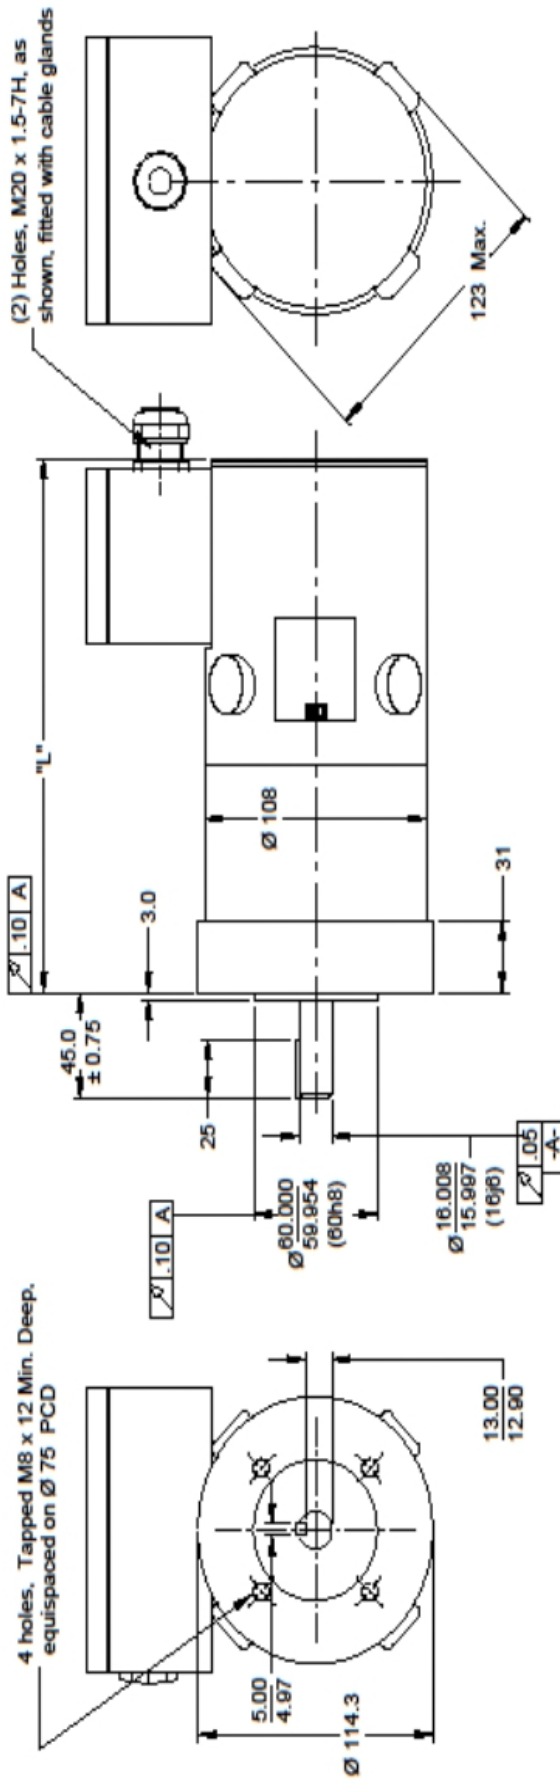 4 holes, Tapped M8 x 12 Min. Deep,
equispaced on Ø 75 PCD
5.00
4.97
Ø 114.3
13.00
12.90
.10 A
Ø 60.000
59.954
(60h8)
Ø 16.008
15.997
(16j6)
.05
-A-
25
45.0
± 0.75
3.0
.10 A
"L"
Ø 108
31
(2) Holes, M20 x 1.5-7H, as
shown, fitted with cable glands
123 Max.